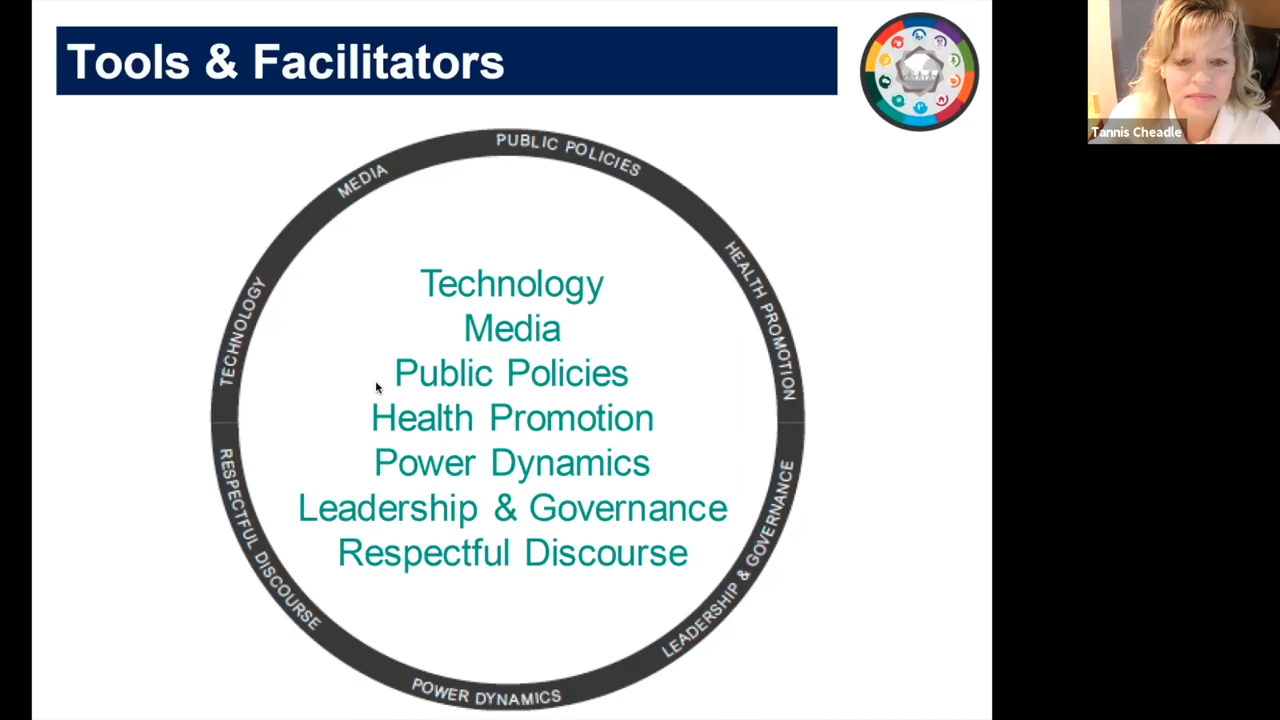 Tools & Facilitators
Tannis Cheadle
PUBLIC POLICIES
MEDIA
HEALTH PROMOTION
TECHNOLOGY
Technology
Media
Public Policies
Health Promotion
Power Dynamics
Leadership & Governance
Respectful Discourse
RESPECTFUL DISCOURSE
LEADERSHIP & GOVERNANCE
POWER DYNAMICS